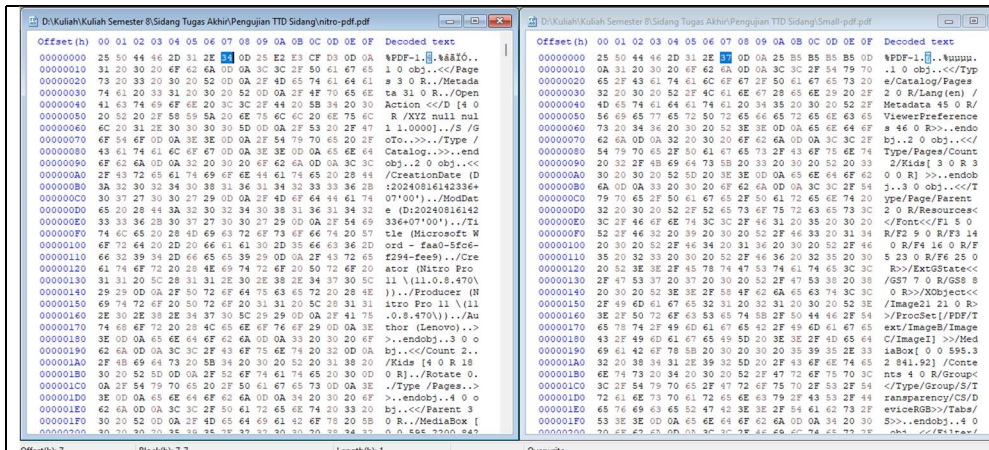 D:\Kuliah\Kuliah Semester 8\Sidang Tugas Akhir\Pengujian TTD Sidang\nitro-pdf.pdf
Offset(h) 00 01 02 03 04 05 06 07 08 09 0A 0B 0C 0D 0E 0F Decoded text
00000000 25 50 44 46 2D 31 2E 34 0D 25 E2 E3 CF D3 0D 0A %PDF-1.4.%âãÏÓ..
00000010 31 20 30 20 6F 62 6A 0D 0A 3C 3C 2F 50 61 67 65 1 0 obj..<</Page
00000020 73 20 33 20 30 20 52 0D 0A 2F 4D 65 74 61 64 61 s 3 0 R../Metada
00000030 74 61 20 33 31 20 30 20 52 0D 0A 2F 4F 70 65 6E ta 31 0 R../Open
00000040 41 63 74 69 6F 6E 20 3C 3C 2F 44 20 5B 34 20 30 Action <</D [4 0
00000050 20 52 20 2F 58 59 5A 20 6E 75 6C 6C 20 6E 75 6C R /XYZ null nul
00000060 6C 20 31 2E 30 30 30 30 5D 0D 0A 2F 53 20 2F 47 l 1.0000]../S /G
00000070 6F 54 6F 0D 0A 3E 3E 0D 0A 2F 54 79 70 65 20 2F oTo..>>../Type /
00000080 43 61 74 61 6C 6F 67 0D 0A 3E 3E 0D 0A 65 6E 64 Catalog..>>..end
00000090 6F 62 6A 0D 0A 32 20 30 20 6F 62 6A 0D 0A 3C 3C obj..2 0 obj..<<
000000A0 2F 43 72 65 61 74 69 6F 6E 44 61 74 65 20 28 44 /CreationDate (D
000000B0 3A 32 30 32 34 30 38 31 36 31 34 32 33 33 36 2B :20240816142336+
000000C0 30 37 27 30 30 27 29 0D 0A 2F 4D 6F 64 44 61 74 07'00')../ModDat
000000D0 65 20 28 44 3A 32 30 32 34 30 38 31 36 31 34 32 e (D:20240816142
000000E0 33 33 36 2B 30 37 27 30 30 27 29 0D 0A 2F 54 69 336+07'00')../Ti
000000F0 74 6C 65 20 28 4D 69 63 72 6F 73 6F 66 74 20 57 tle (Microsoft W
00000100 6F 72 64 20 2D 20 66 61 61 30 2D 35 66 63 36 2D ord - faa0-5fc6-
00000110 66 32 39 34 2D 66 65 65 39 29 0D 0A 2F 43 72 65 f294-fee9)../Cre
00000120 61 74 6F 72 20 28 4E 69 74 72 6F 20 50 72 6F 20 ator (Nitro Pro
00000130 31 31 20 5C 28 31 31 2E 30 2E 38 2E 34 37 30 5C 11 \(11.0.8.470\
00000140 29 29 0D 0A 2F 50 72 6F 64 75 63 65 72 20 28 4E ))../Producer (N
00000150 69 74 72 6F 20 50 72 6F 20 31 31 20 5C 28 31 31 itro Pro 11 \(11
00000160 2E 30 2E 38 2E 34 37 30 5C 29 29 0D 0A 2F 41 75 .0.8.470\))../Au
00000170 74 68 6F 72 20 28 4C 65 6E 6F 76 6F 29 0D 0A 3E thor (Lenovo)..>
00000180 3E 0D 0A 65 6E 64 6F 62 6A 0D 0A 33 20 30 20 6F >..endobj..3 0 o
00000190 62 6A 0D 0A 3C 3C 2F 43 6F 75 6E 74 20 32 0D 0A bj..<</Count 2..
000001A0 2F 4B 69 64 73 20 5B 34 20 30 20 52 20 31 38 20 /Kids [4 0 R 18
000001B0 30 20 52 5D 0D 0A 2F 52 6F 74 61 74 65 20 30 0D 0 R]../Rotate 0.
000001C0 0A 2F 54 79 70 65 20 2F 50 61 67 65 73 0D 0A 3E ./Type /Pages..>
000001D0 3E 0D 0A 65 6E 64 6F 62 6A 0D 0A 34 20 30 20 6F >..endobj..4 0 o
000001E0 62 6A 0D 0A 3C 3C 2F 50 61 72 65 6E 74 20 33 20 bj..<</Parent 3
000001F0 30 20 52 0D 0A 2F 4D 65 64 69 61 42 6F 78 20 5B 0 R../MediaBox [
Offset(h): 7 Block(h): 7-7 Length(h): 1
D:\Kuliah\Kuliah Semester 8\Sidang Tugas Akhir\Pengujian TTD Sidang\Small-pdf.pdf
Offset(h) 00 01 02 03 04 05 06 07 08 09 0A 0B 0C 0D 0E 0F Decoded text
00000000 25 50 44 46 2D 31 2E 37 0D 0A 25 B5 B5 B5 B5 0D %PDF-1.7..%µµµµ.
00000010 0A 31 20 30 20 6F 62 6A 0D 0A 3C 3C 2F 54 79 70 .1 0 obj..<</Typ
00000020 65 2F 43 61 74 61 6C 6F 67 2F 50 61 67 65 73 20 e/Catalog/Pages
00000030 32 20 30 20 52 2F 4C 61 6E 67 28 65 6E 29 20 2F 2 0 R/Lang(en) /
00000040 4D 65 74 61 64 61 74 61 20 34 35 20 30 20 52 2F Metadata 45 0 R/
00000050 56 69 65 77 65 72 50 72 65 66 65 72 65 6E 63 65 ViewerPreference
00000060 73 20 34 36 20 30 20 52 3E 3E 0D 0A 65 6E 64 6F s 46 0 R>>..endo
00000070 62 6A 0D 0A 32 20 30 20 6F 62 6A 0D 0A 3C 3C 2F bj..2 0 obj..<</
00000080 54 79 70 65 2F 50 61 67 65 73 2F 43 6F 75 6E 74 Type/Pages/Count
00000090 20 32 2F 4B 69 64 73 5B 20 33 20 30 20 52 20 33 2/Kids[ 3 0 R 3
000000A0 30 20 30 20 52 5D 20 3E 3E 0D 0A 65 6E 64 6F 62 0 0 R] >>..endob
000000B0 6A 0D 0A 33 20 30 20 6F 62 6A 0D 0A 3C 3C 2F 54 j..3 0 obj..<</T
000000C0 79 70 65 2F 50 61 67 65 2F 50 61 72 65 6E 74 20 ype/Page/Parent
000000D0 32 20 30 20 52 2F 52 65 73 6F 75 72 63 65 73 3C 2 0 R/Resources<
000000E0 3C 2F 46 6F 6E 74 3C 3C 2F 46 31 20 35 20 30 20 </Font<</F1 5 0
000000F0 52 2F 46 32 20 39 20 30 20 52 2F 46 33 20 31 34 R/F2 9 0 R/F3 14
00000100 20 30 20 52 2F 46 34 20 31 36 20 30 20 52 2F 46 0 R/F4 16 0 R/F
00000110 35 20 32 33 20 30 20 52 2F 46 36 20 32 35 20 30 5 23 0 R/F6 25 0
00000120 20 52 3E 3E 2F 45 78 74 47 53 74 61 74 65 3C 3C R>>/ExtGState<<
00000130 2F 47 53 37 20 37 20 30 20 52 2F 47 53 38 20 38 /GS7 7 0 R/GS8 8
00000140 20 30 20 52 3E 3E 2F 58 4F 62 6A 65 63 74 3C 3C 0 R>>/XObject<<
00000150 2F 49 6D 61 67 65 32 31 20 32 31 20 30 20 52 3E /Image21 21 0 R>
00000160 3E 2F 50 72 6F 63 53 65 74 5B 2F 50 44 46 2F 54 >/ProcSet[/PDF/T
00000170 65 78 74 2F 49 6D 61 67 65 42 2F 49 6D 61 67 65 ext/ImageB/Image
00000180 43 2F 49 6D 61 67 65 49 5D 20 3E 3E 2F 4D 65 64 C/ImageI] >>/Med
00000190 69 61 42 6F 78 5B 20 30 20 30 20 35 39 35 2E 33 iaBox[ 0 0 595.3
000001A0 32 20 38 34 31 2E 39 32 5D 20 2F 43 6F 6E 74 65 2 841.92] /Conte
000001B0 6E 74 73 20 34 20 30 20 52 2F 47 72 6F 75 70 3C nts 4 0 R/Group<
000001C0 3C 2F 54 79 70 65 2F 47 72 6F 75 70 2F 53 2F 54 </Type/Group/S/T
000001D0 72 61 6E 73 70 61 72 65 6E 63 79 2F 43 53 2F 44 ransparency/CS/D
000001E0 65 76 69 63 65 52 47 42 3E 3E 2F 54 61 62 73 2F eviceRGB>>/Tabs/
000001F0 53 3E 3E 0D 0A 65 6E 64 6F 62 6A 0D 0A 34 20 30 S>>..endobj..4 0
Overwrite